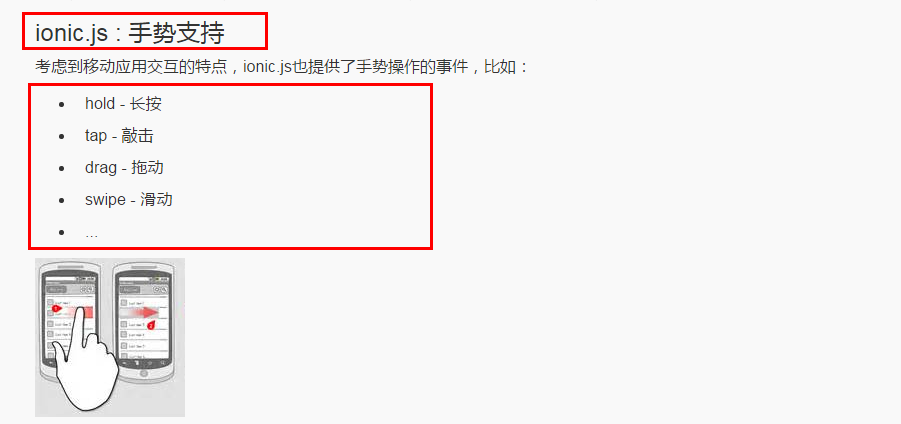 ionic.js : 手势支持
考虑到移动应用交互的特点，ionic.js也提供了手势操作的事件，比如：
hold - 长按
tap - 敲击
drag - 拖动
swipe - 滑动
...